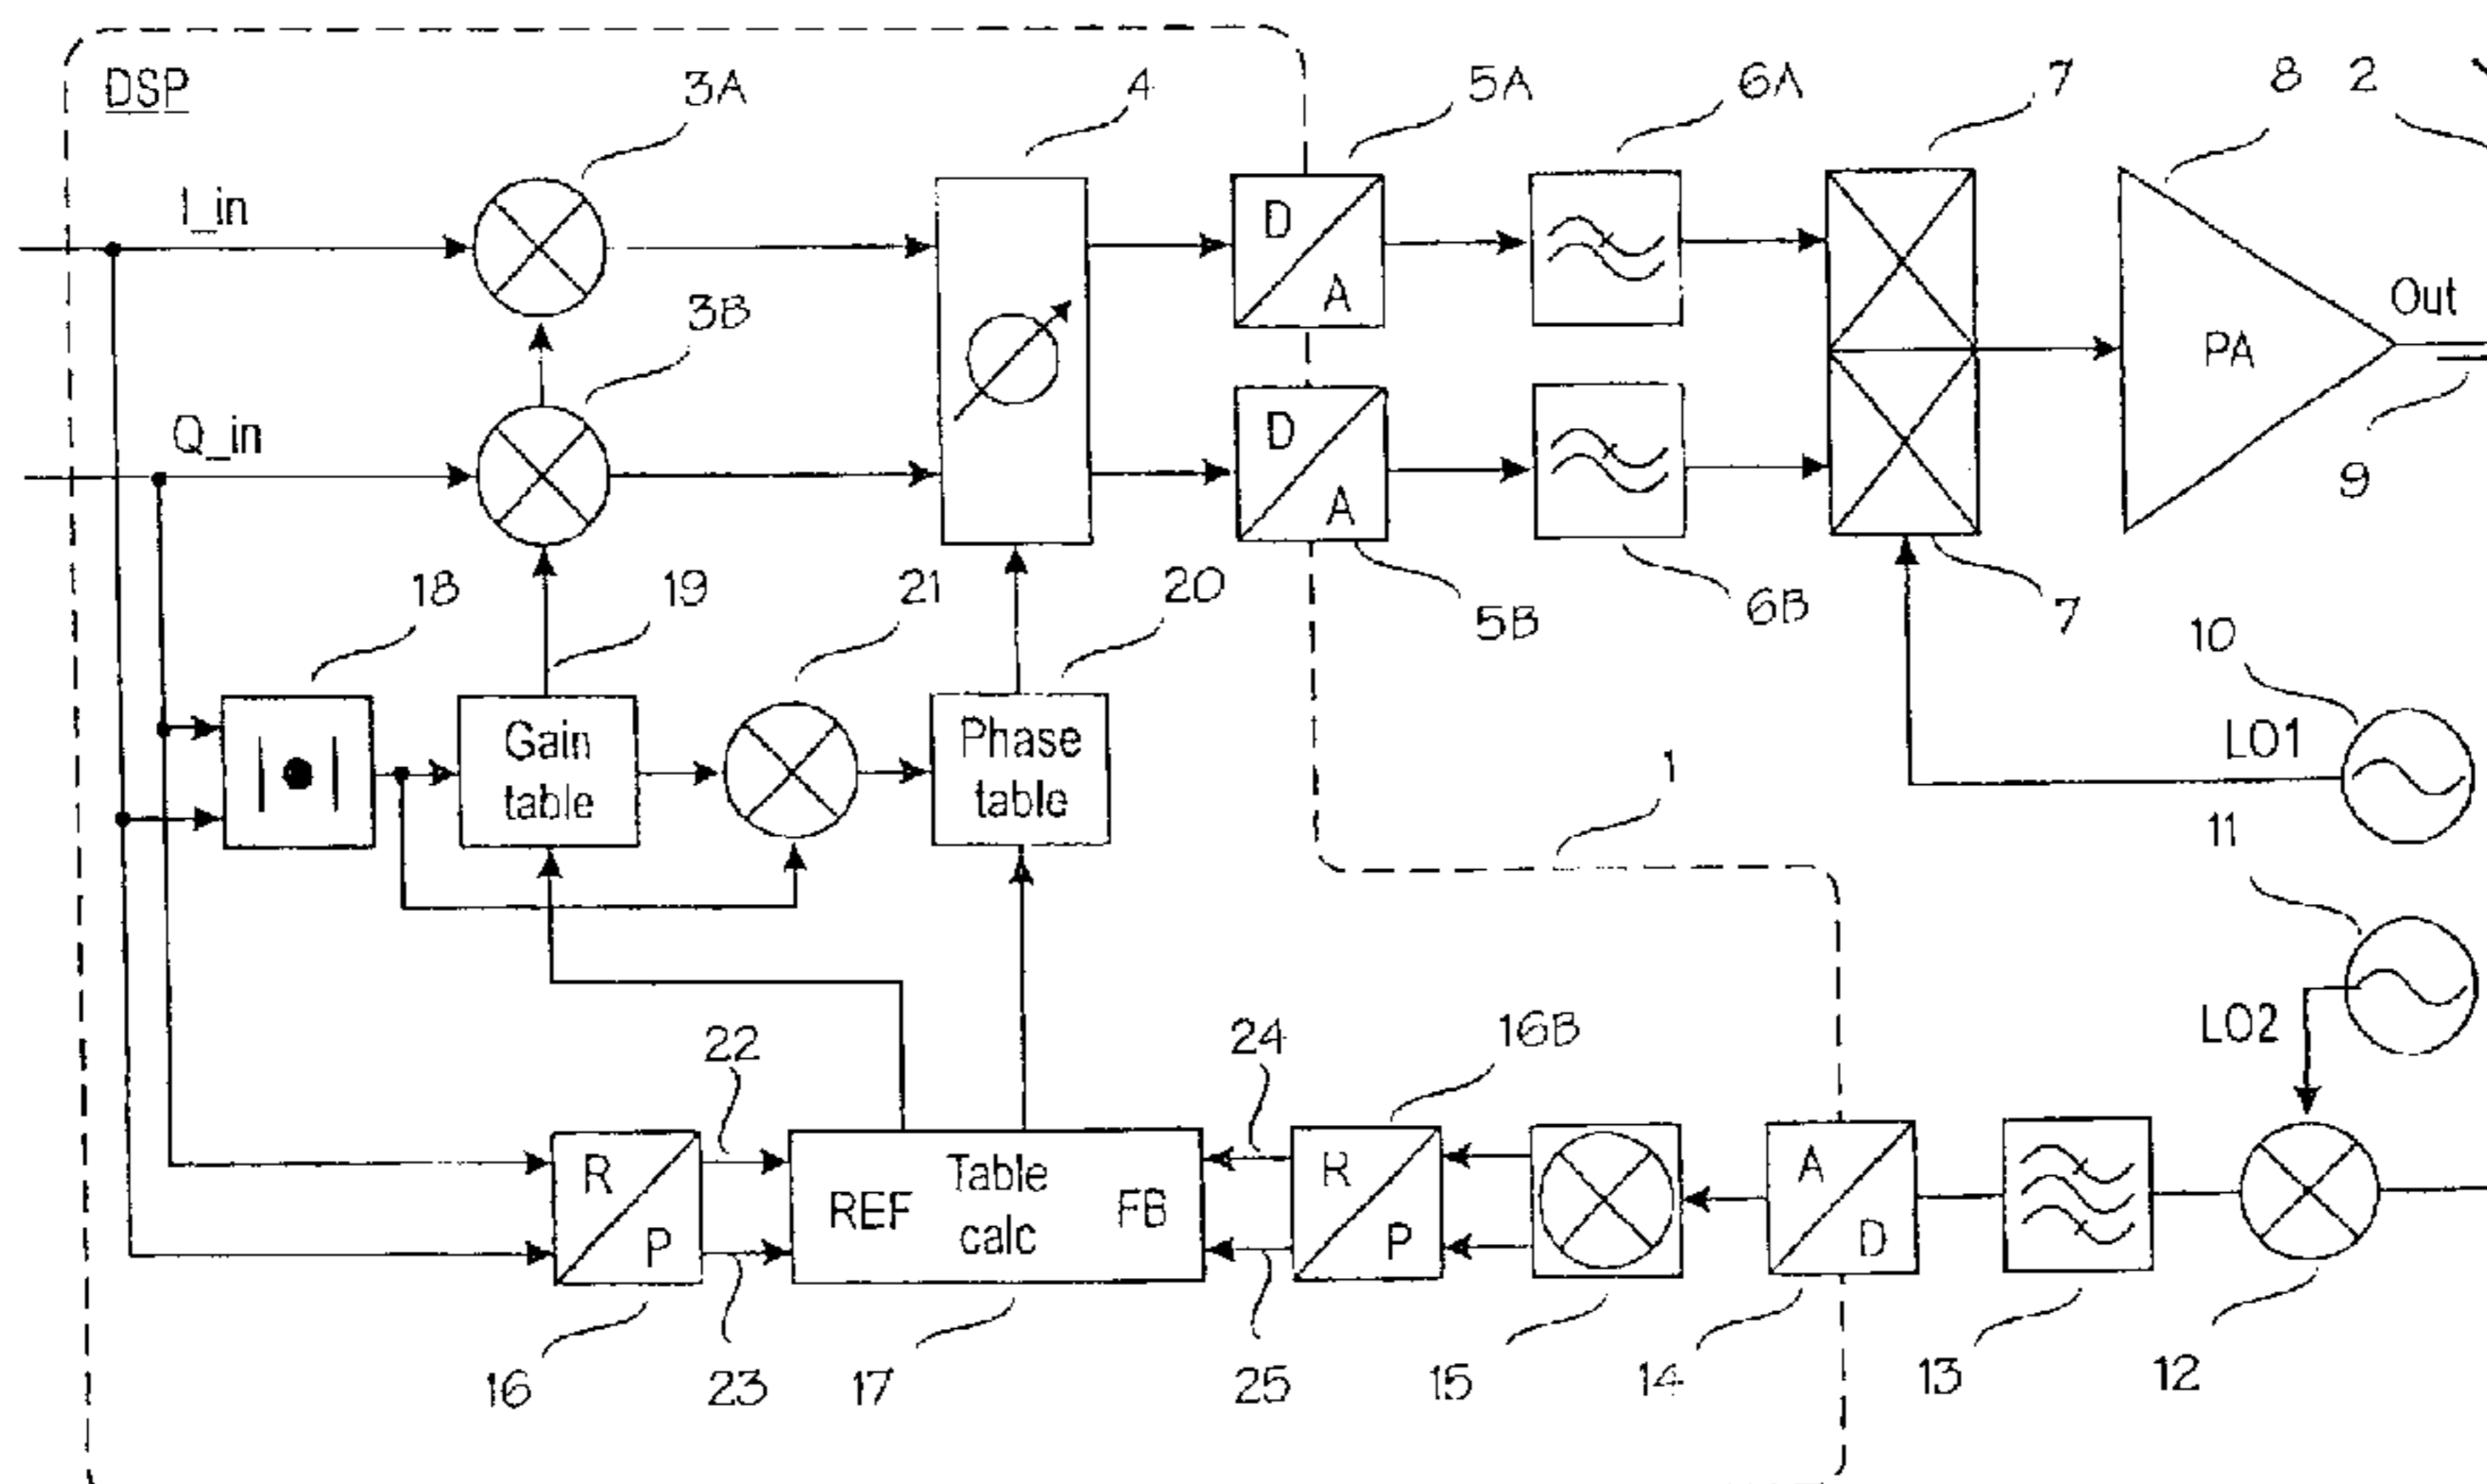 DSP
3A
4
5A
6A
7
8
2
I_in
D
A
3B
Out
PA
Q_in
D
A
9
18
19
21
20
5B
6B
7
10
Gain
table
Phase
table
1
LO1
11
22
24
16B
LO2
R
P
REF
Table
calc
FB
R
P
A
D
16
23
17
25
15
14
13
12